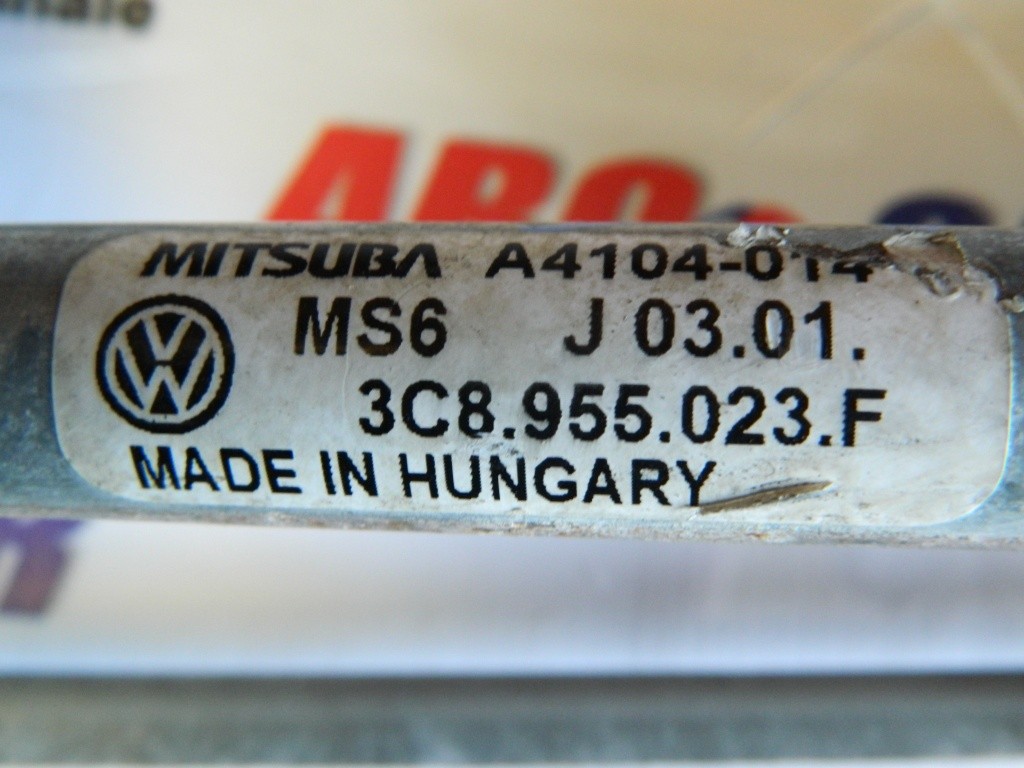 MITSUBA A4104-014
MS6 J 03.01.
3C8.955.023.F
MADE IN HUNGARY